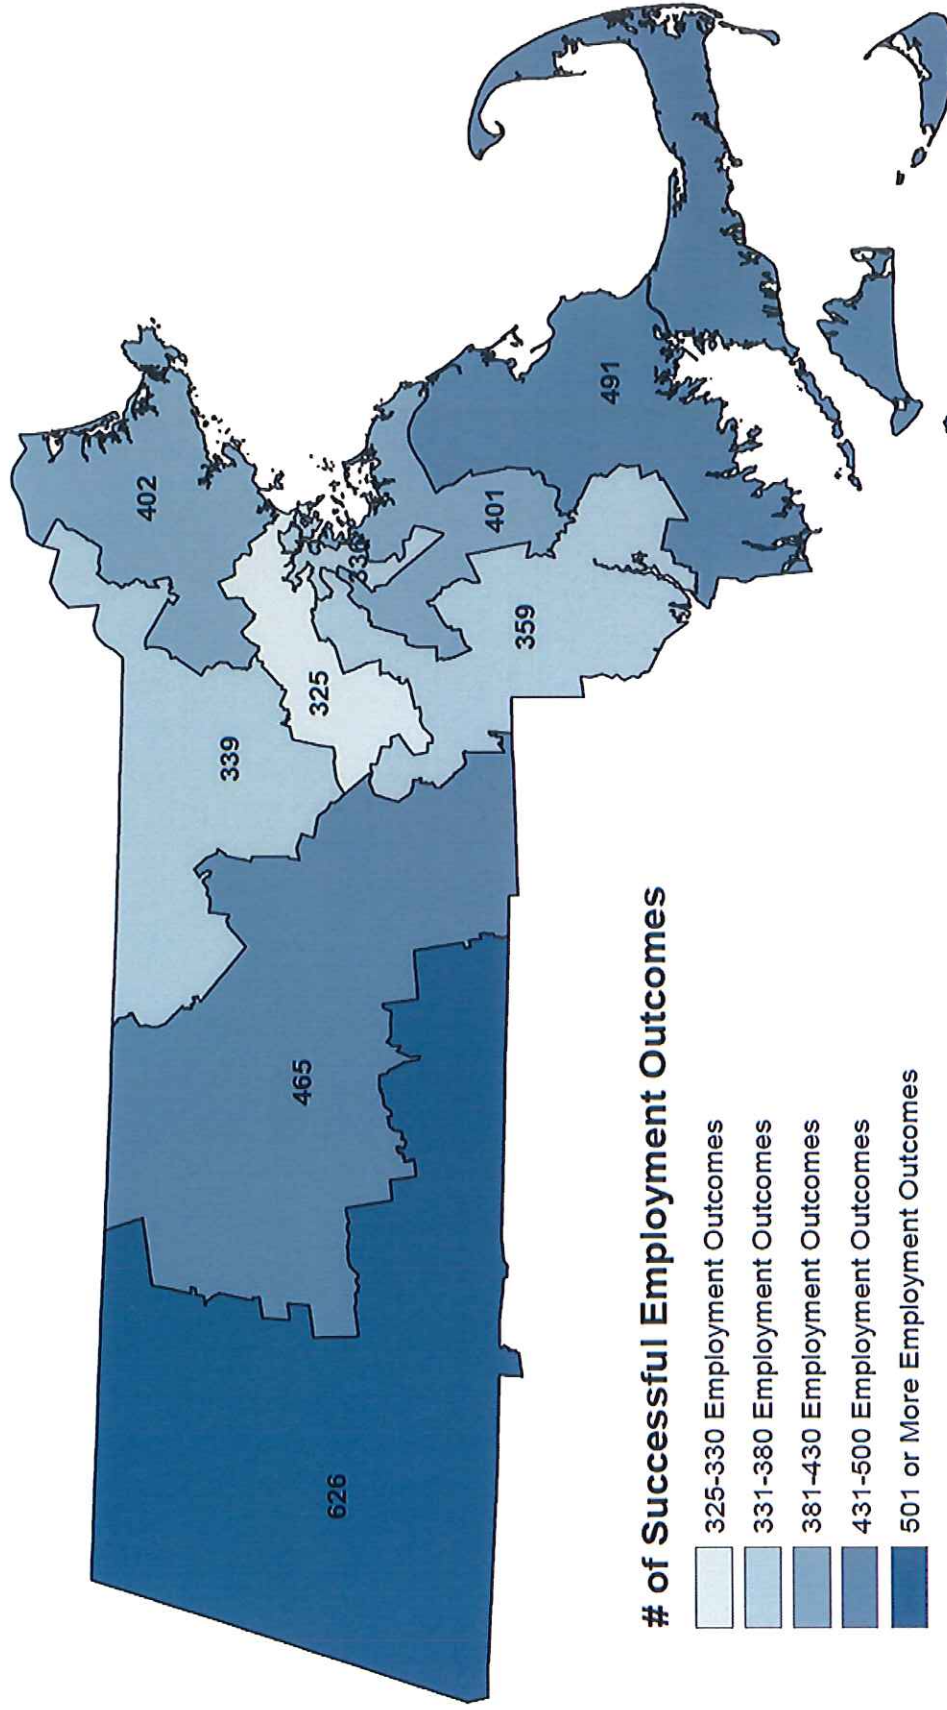 402
339
336
325
401
491
465
359
626
# of Successful Employment Outcomes
325-330 Employment Outcomes
331-380 Employment Outcomes
381-430 Employment Outcomes
431-500 Employment Outcomes
501 or More Employment Outcomes